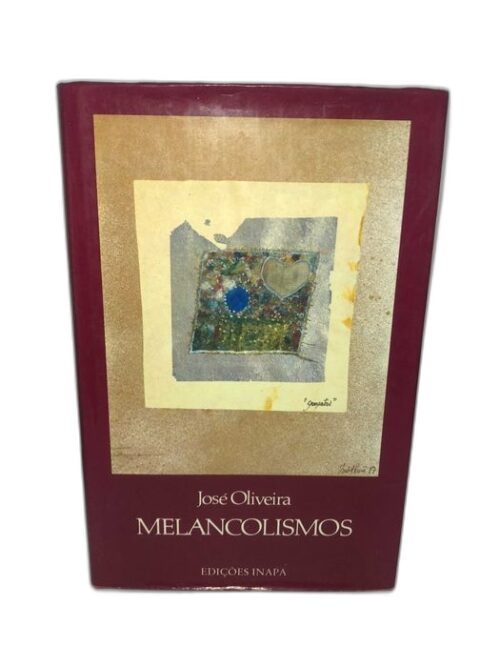 José Oliveira
MELANCOLISMOS
EDIÇÕES INAPA